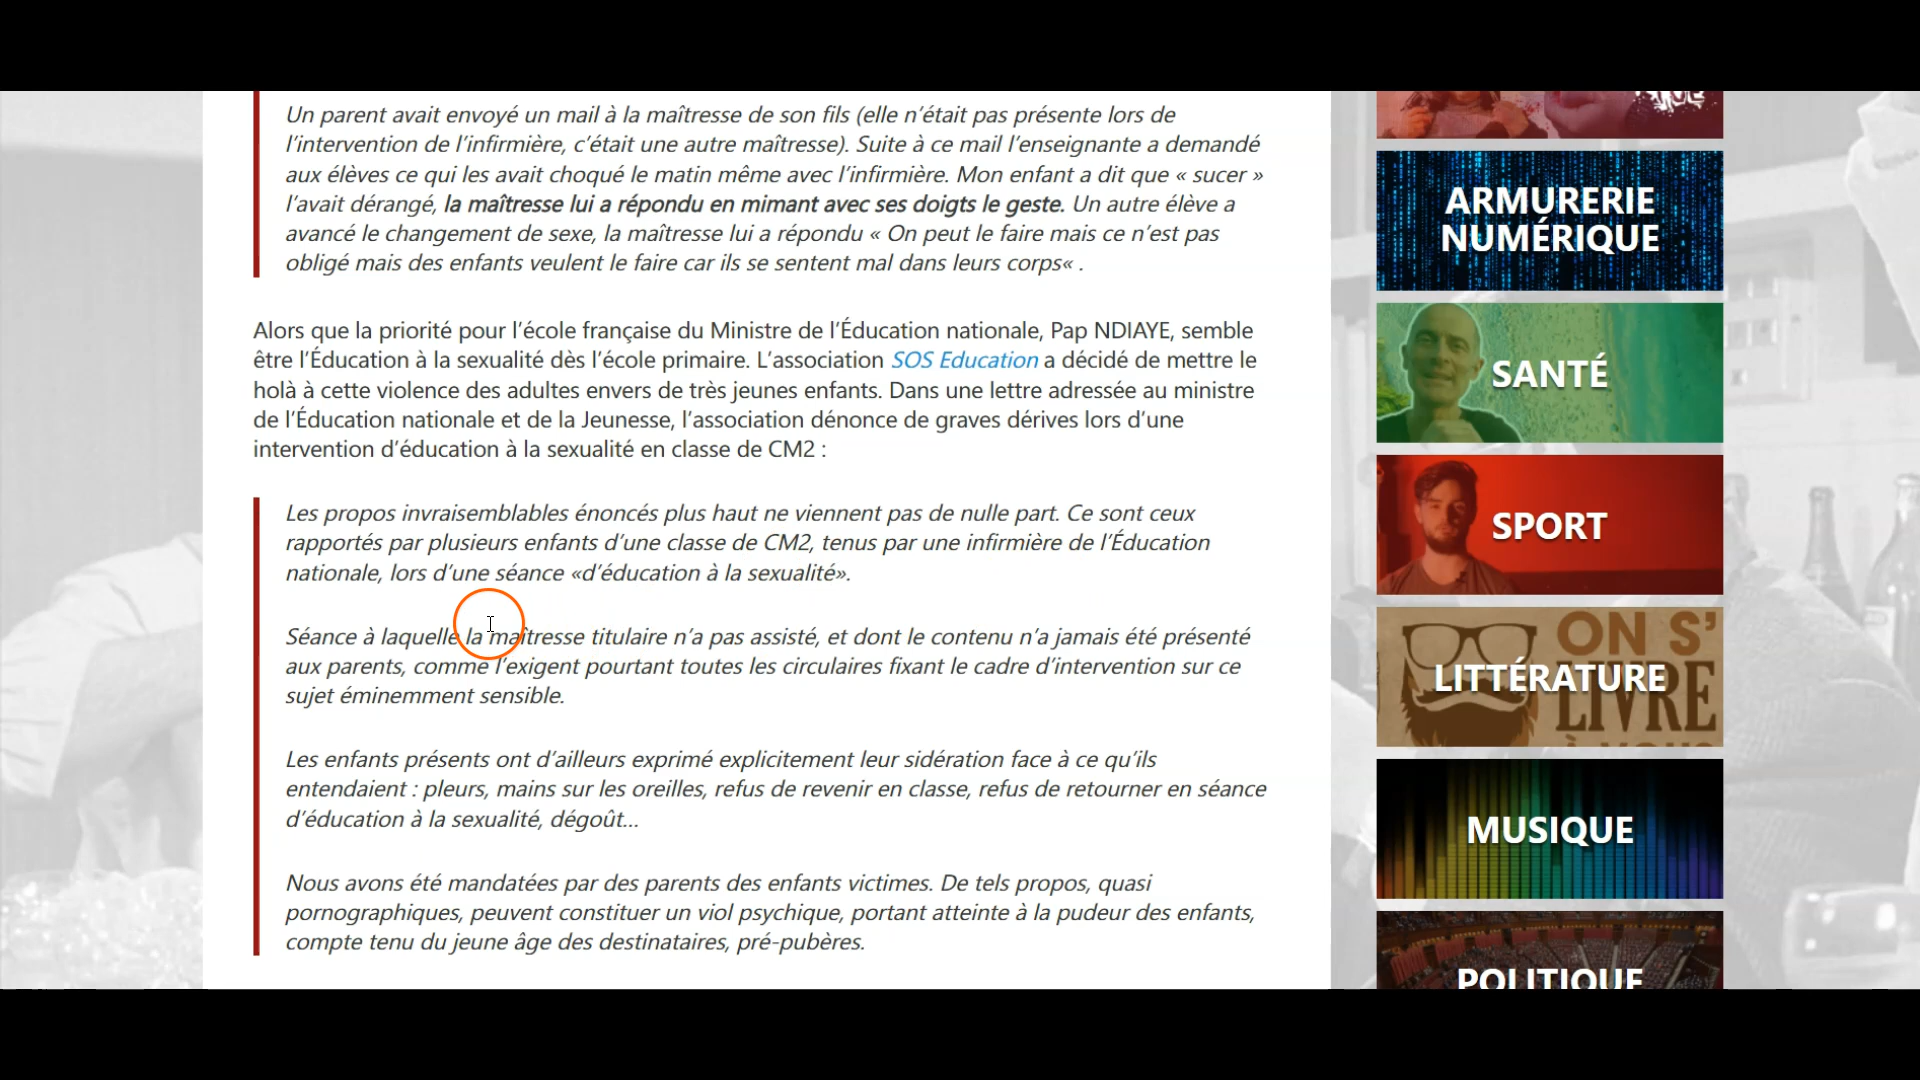 Un parent avait envoyé un mail à la maîtresse de son fils (elle n’était pas présente lors de
l’intervention de l’infirmière, c’était une autre maîtresse). Suite à ce mail l’enseignante a demandé
aux élèves ce qui les avait choqué le matin même avec l’infirmière. Mon enfant a dit que « sucer »
l’avait dérangé, la maîtresse lui a répondu en mimant avec ses doigts le geste. Un autre élève a
avancé le changement de sexe, la maîtresse lui a répondu « On peut le faire mais ce n’est pas
obligé mais des enfants veulent le faire car ils se sentent mal dans leurs corps« .
Alors que la priorité pour l’école française du Ministre de l’Éducation nationale, Pap NDIAYE, semble
être l’Éducation à la sexualité dès l’école primaire. L’association SOS Education a décidé de mettre le
holà à cette violence des adultes envers de très jeunes enfants. Dans une lettre adressée au ministre
de l’Éducation nationale et de la Jeunesse, l’association dénonce de graves dérives lors d’une
intervention d’éducation à la sexualité en classe de CM2 :
Les propos invraisemblables énoncés plus haut ne viennent pas de nulle part. Ce sont ceux
rapportés par plusieurs enfants d’une classe de CM2, tenus par une infirmière de l’Éducation
nationale, lors d’une séance «d’éducation à la sexualité».
Séance à laquelle la maîtresse titulaire n’a pas assisté, et dont le contenu n’a jamais été présenté
aux parents, comme l’exigent pourtant toutes les circulaires fixant le cadre d’intervention sur ce
sujet éminemment sensible.
Les enfants présents ont d’ailleurs exprimé explicitement leur sidération face à ce qu’ils
entendaient : pleurs, mains sur les oreilles, refus de revenir en classe, refus de retourner en séance
d’éducation à la sexualité, dégoût…
Nous avons été mandatées par des parents des enfants victimes. De tels propos, quasi
pornographiques, peuvent constituer un viol psychique, portant atteinte à la pudeur des enfants,
compte tenu du jeune âge des destinataires, pré-pubères.
ARMURERIE
NUMÉRIQUE
SANTÉ
SPORT
ON S'
LITTÉRATURE
LIVRE
MUSIQUE
POLITIQUE